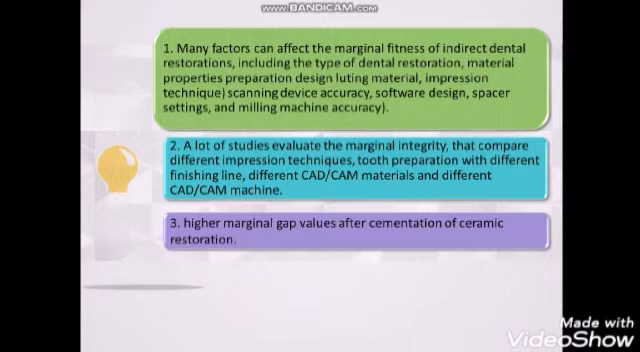 www.BANDICAM.com
1. Many factors can affect the marginal fitness of indirect dental
restorations, including the type of dental restoration, material
properties preparation design luting material, impression
technique) scanning device accuracy, software design, spacer
settings, and milling machine accuracy).
2. A lot of studies evaluate the marginal integrity, that compare
different impression techniques, tooth preparation with different
finishing line, different CAD/CAM materials and different
CAD/CAM machine.
3. higher marginal gap values after cementation of ceramic
restoration.
Made with
VideoShow